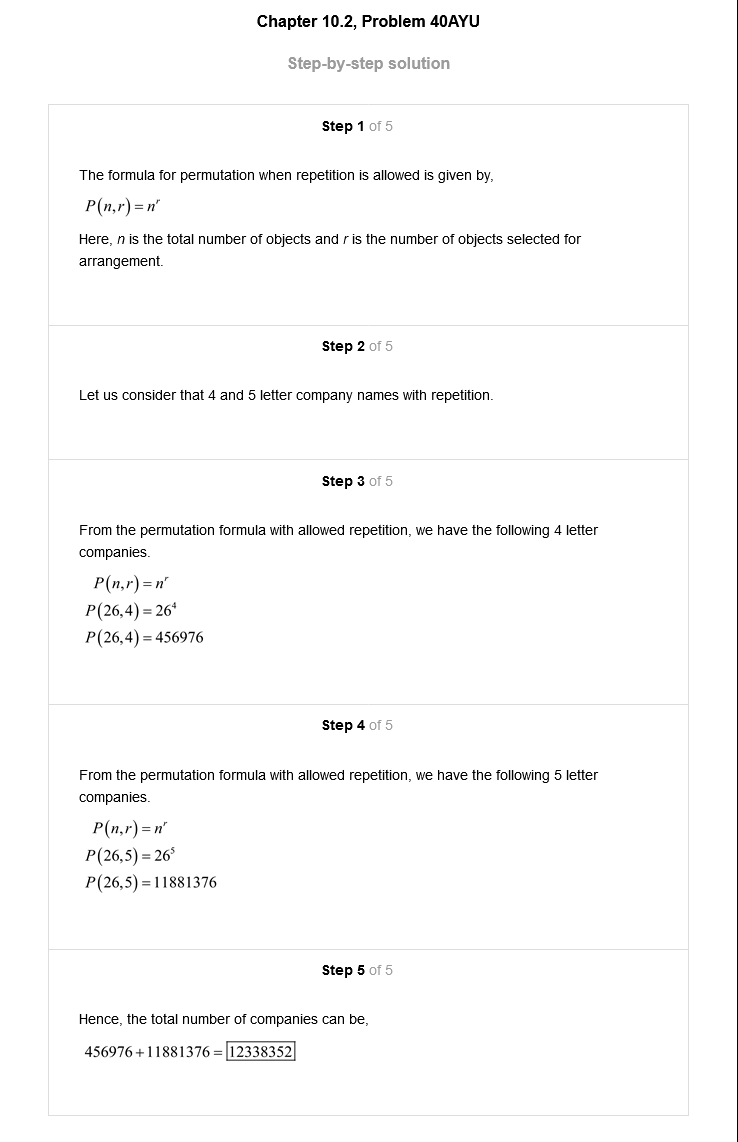 Chapter 10.2, Problem 40AYU
Step-by-step solution
Step 1 of 5
The formula for permutation when repetition is allowed is given by,
P(n,r) = nʳ
Here, n is the total number of objects and r is the number of objects selected for
arrangement.
Step 2 of 5
Let us consider that 4 and 5 letter company names with repetition.
Step 3 of 5
From the permutation formula with allowed repetition, we have the following 4 letter
companies.
P(n,r) = nʳ
P(26,4) = 26⁴
P(26,4) = 456976
Step 4 of 5
From the permutation formula with allowed repetition, we have the following 5 letter
companies.
P(n,r) = nʳ
P(26,5) = 26⁵
P(26,5) = 11881376
Step 5 of 5
Hence, the total number of companies can be,
456976 + 11881376 = 12338352